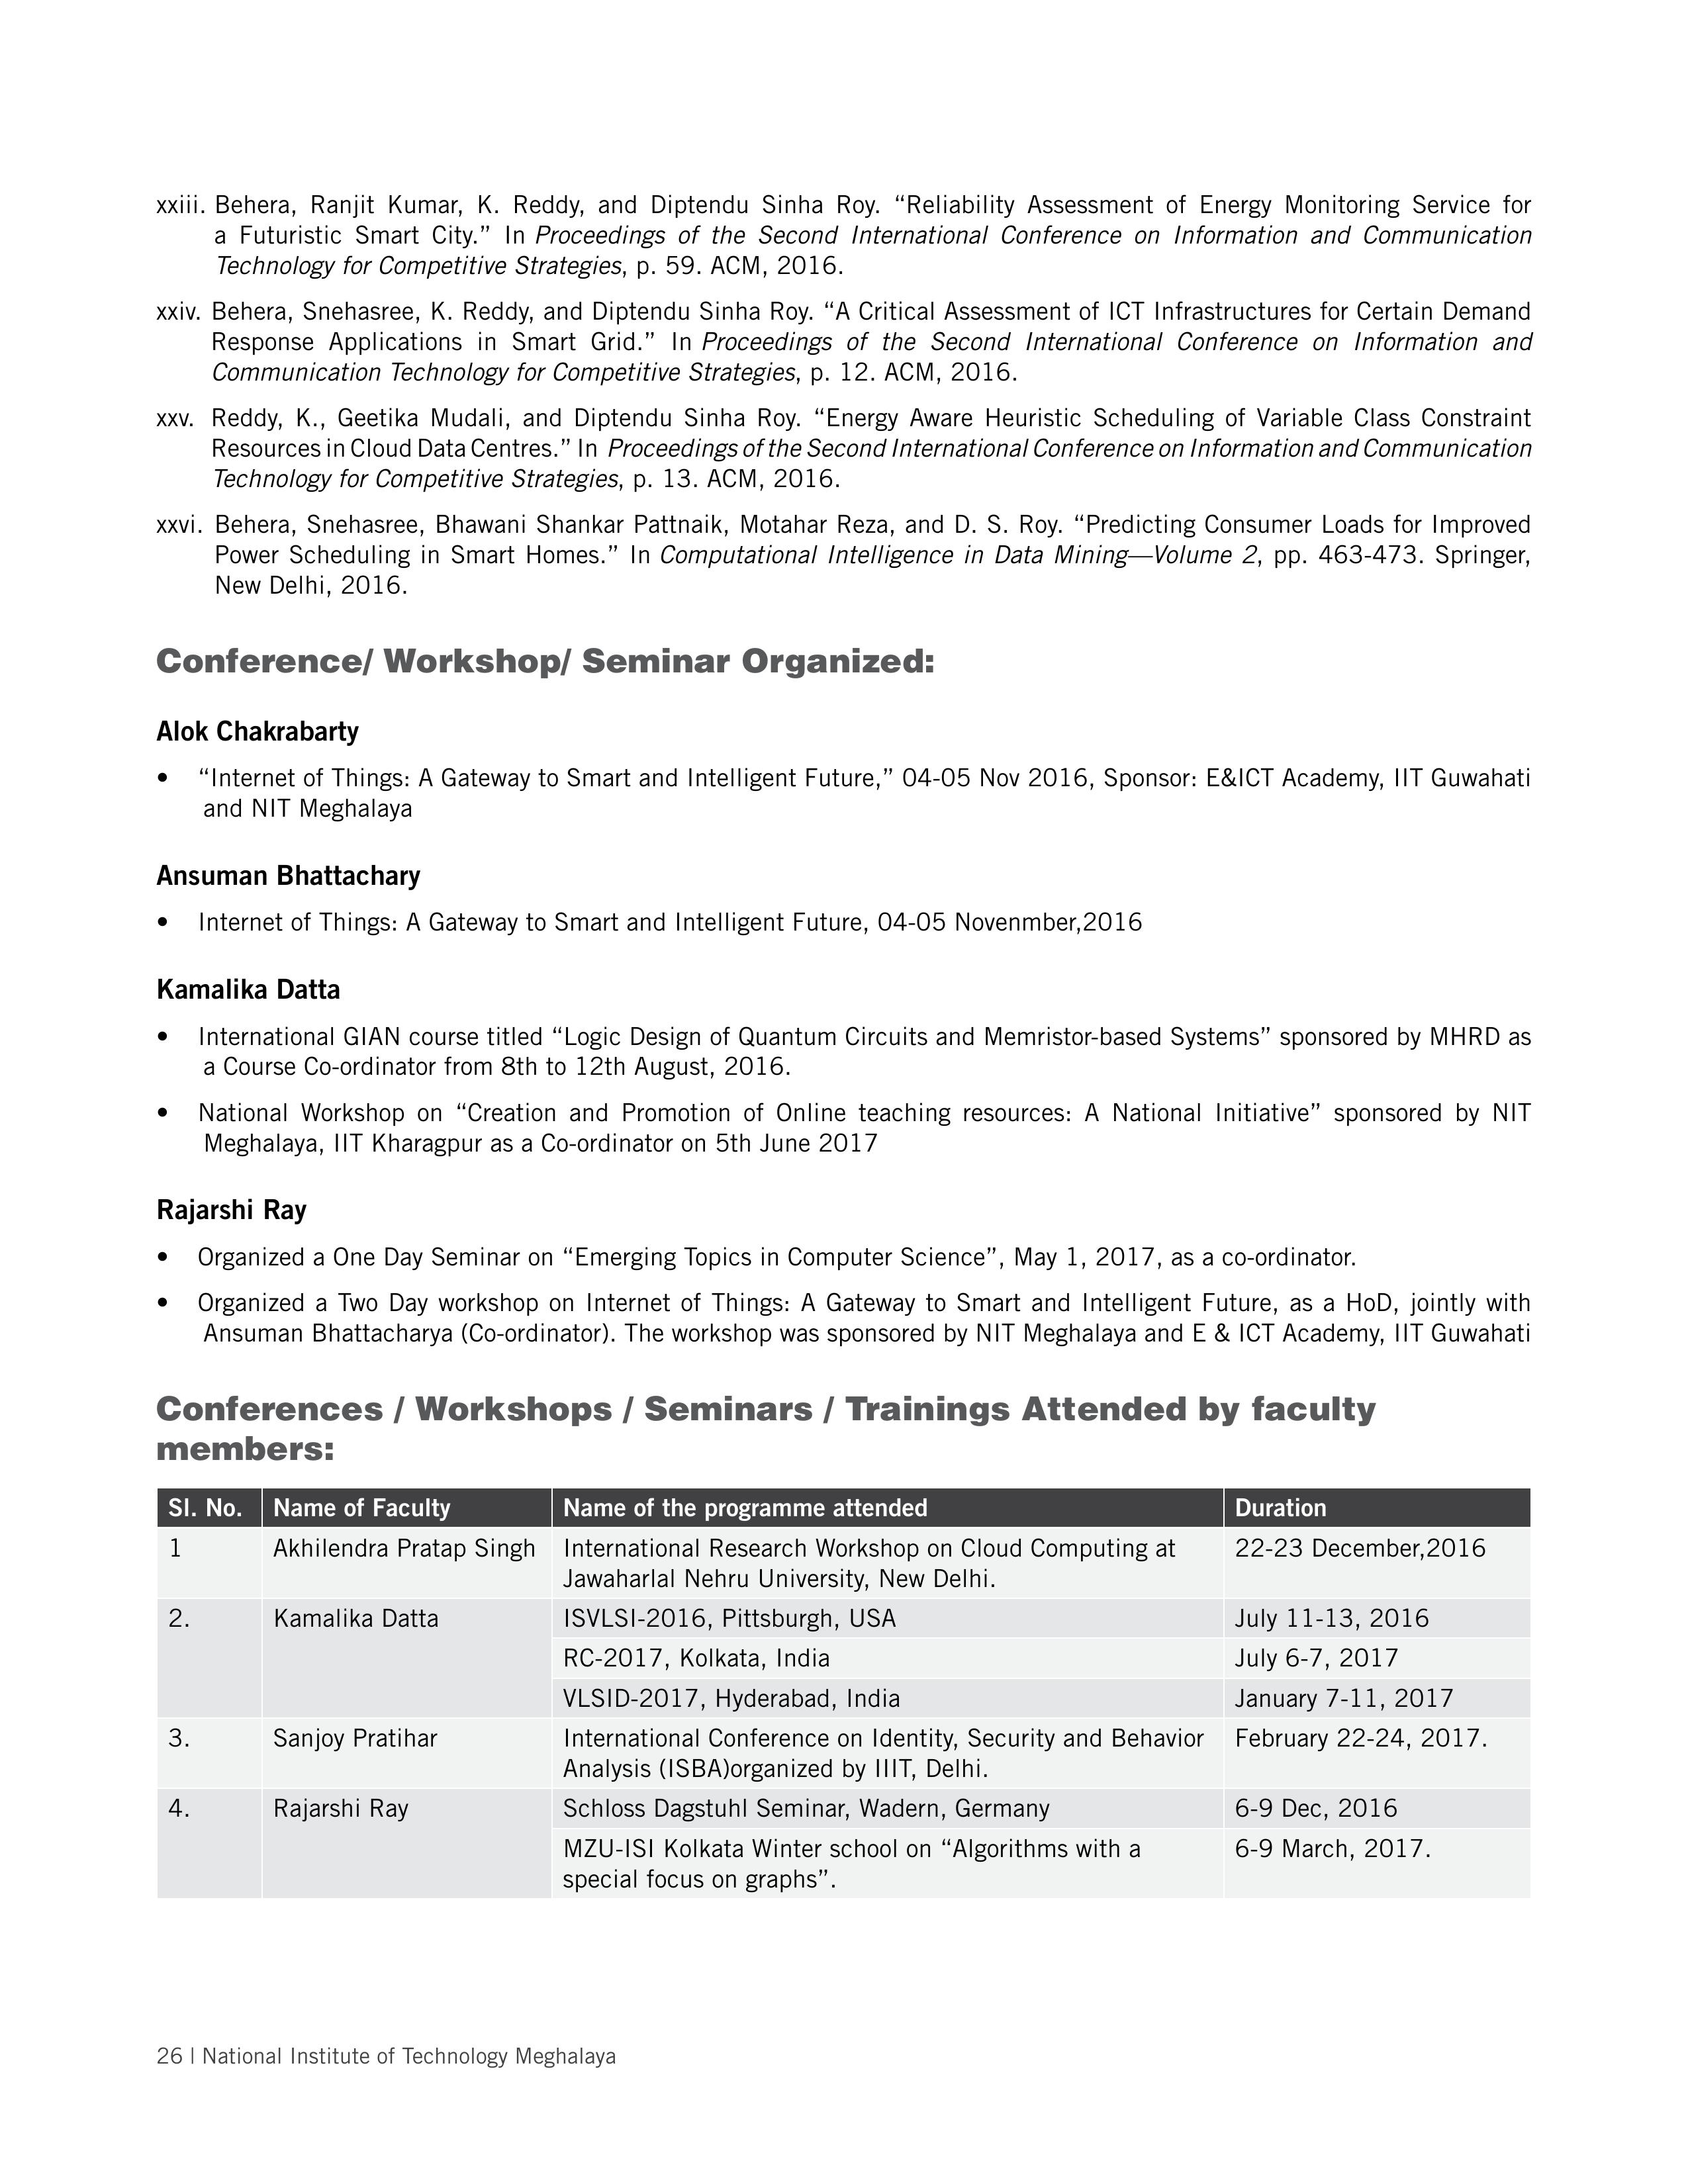 xxiii. Behera, Ranjit Kumar, K. Reddy, and Diptendu Sinha Roy. “Reliability Assessment of Energy Monitoring Service for
a Futuristic Smart City.” In Proceedings of the Second International Conference on Information and Communication
Technology for Competitive Strategies, p. 59. ACM, 2016.
xxiv. Behera, Snehasree, K. Reddy, and Diptendu Sinha Roy. “A Critical Assessment of ICT Infrastructures for Certain Demand
Response Applications in Smart Grid.” In Proceedings of the Second International Conference on Information and
Communication Technology for Competitive Strategies, p. 12. ACM, 2016.
xxv. Reddy, K., Geetika Mudali, and Diptendu Sinha Roy. “Energy Aware Heuristic Scheduling of Variable Class Constraint
Resources in Cloud Data Centres.” In Proceedings of the Second International Conference on Information and Communication
Technology for Competitive Strategies, p. 13. ACM, 2016.
xxvi. Behera, Snehasree, Bhawani Shankar Pattnaik, Motahar Reza, and D. S. Roy. “Predicting Consumer Loads for Improved
Power Scheduling in Smart Homes.” In Computational Intelligence in Data Mining—Volume 2, pp. 463-473. Springer,
New Delhi, 2016.
Conference/ Workshop/ Seminar Organized:
Alok Chakrabarty
• “Internet of Things: A Gateway to Smart and Intelligent Future,” 04-05 Nov 2016, Sponsor: E&ICT Academy, IIT Guwahati
and NIT Meghalaya
Ansuman Bhattachary
• Internet of Things: A Gateway to Smart and Intelligent Future, 04-05 Novenmber,2016
Kamalika Datta
• International GIAN course titled “Logic Design of Quantum Circuits and Memristor-based Systems” sponsored by MHRD as
a Course Co-ordinator from 8th to 12th August, 2016.
• National Workshop on “Creation and Promotion of Online teaching resources: A National Initiative” sponsored by NIT
Meghalaya, IIT Kharagpur as a Co-ordinator on 5th June 2017
Rajarshi Ray
• Organized a One Day Seminar on “Emerging Topics in Computer Science”, May 1, 2017, as a co-ordinator.
• Organized a Two Day workshop on Internet of Things: A Gateway to Smart and Intelligent Future, as a HoD, jointly with
Ansuman Bhattacharya (Co-ordinator). The workshop was sponsored by NIT Meghalaya and E & ICT Academy, IIT Guwahati
Conferences / Workshops / Seminars / Trainings Attended by faculty
members:
Sl. No. Name of Faculty Name of the programme attended Duration
1 Akhilendra Pratap Singh International Research Workshop on Cloud Computing at 22-23 December,2016
Jawaharlal Nehru University, New Delhi.
2. Kamalika Datta ISVLSI-2016, Pittsburgh, USA July 11-13, 2016
RC-2017, Kolkata, India July 6-7, 2017
VLSID-2017, Hyderabad, India January 7-11, 2017
3. Sanjoy Pratihar International Conference on Identity, Security and Behavior February 22-24, 2017.
Analysis (ISBA)organized by IIIT, Delhi.
4. Rajarshi Ray Schloss Dagstuhl Seminar, Wadern, Germany 6-9 Dec, 2016
MZU-ISI Kolkata Winter school on “Algorithms with a 6-9 March, 2017.
special focus on graphs”.
26 | National Institute of Technology Meghalaya